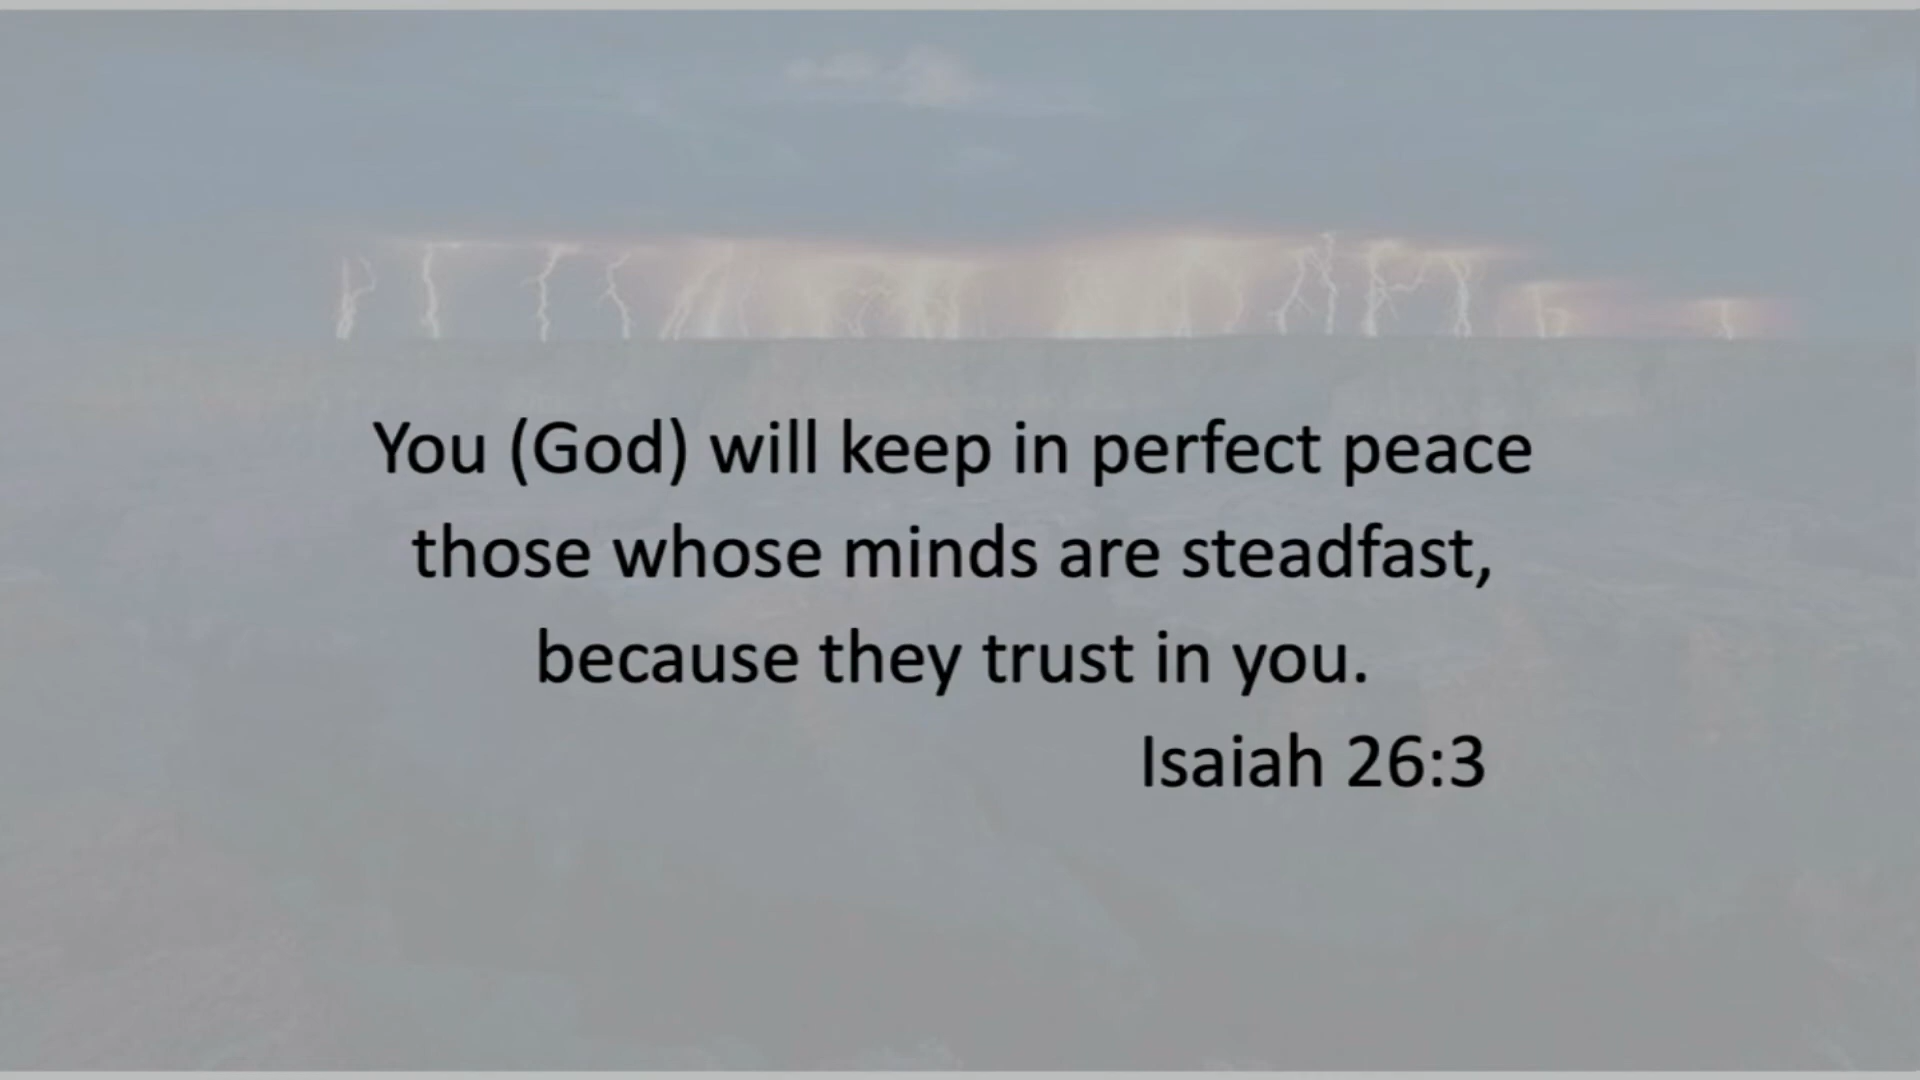 You (God) will keep in perfect peace
those whose minds are steadfast,
because they trust in you.
Isaiah 26:3